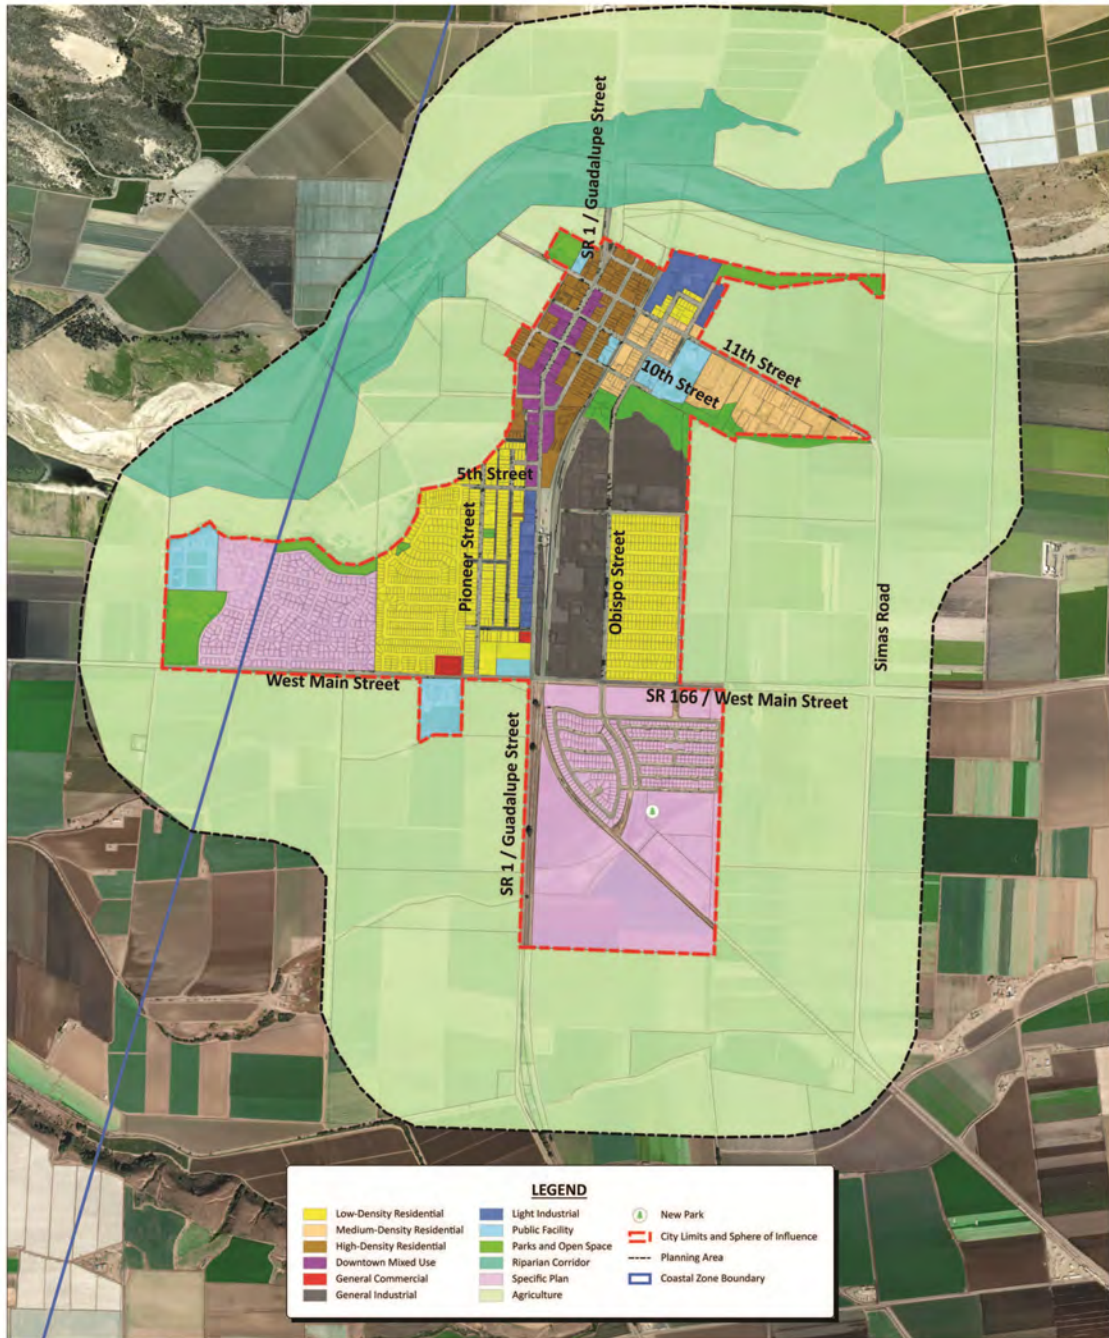 SR 1 / Guadalupe Street
11th Street
10th Street
5th Street
Pioneer Street
Obispo Street
Simas Road
West Main Street
SR 166 / West Main Street
SR 1 / Guadalupe Street
LEGEND
Low-Density Residential
Medium-Density Residential
High-Density Residential
Downtown Mixed Use
General Commercial
General Industrial
Light Industrial
Public Facility
Parks and Open Space
Riparian Corridor
Specific Plan
Agriculture
New Park
City Limits and Sphere of Influence
Planning Area
Coastal Zone Boundary